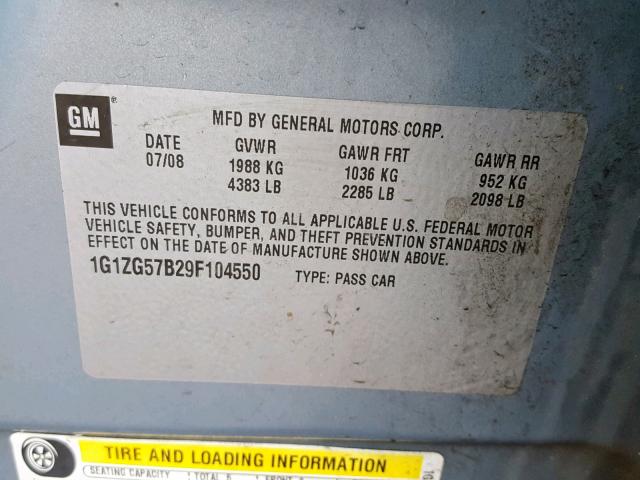 GM ®
MFD BY GENERAL MOTORS CORP.
DATE GVWR GAWR FRT GAWR RR
07/08 1988 KG 1036 KG 952 KG
4383 LB 2285 LB 2098 LB
THIS VEHICLE CONFORMS TO ALL APPLICABLE U.S. FEDERAL MOTOR
VEHICLE SAFETY, BUMPER, AND THEFT PREVENTION STANDARDS IN
EFFECT ON THE DATE OF MANUFACTURE SHOWN ABOVE.
1G1ZG57B29F104550 TYPE: PASS CAR
TIRE AND LOADING INFORMATION
SEATING CAPACITY TOTAL